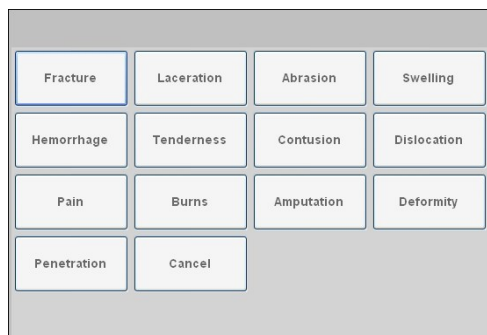 Fracture Laceration Abrasion Swelling
Hemorrhage Tenderness Contusion Dislocation
Pain Burns Amputation Deformity
Penetration Cancel